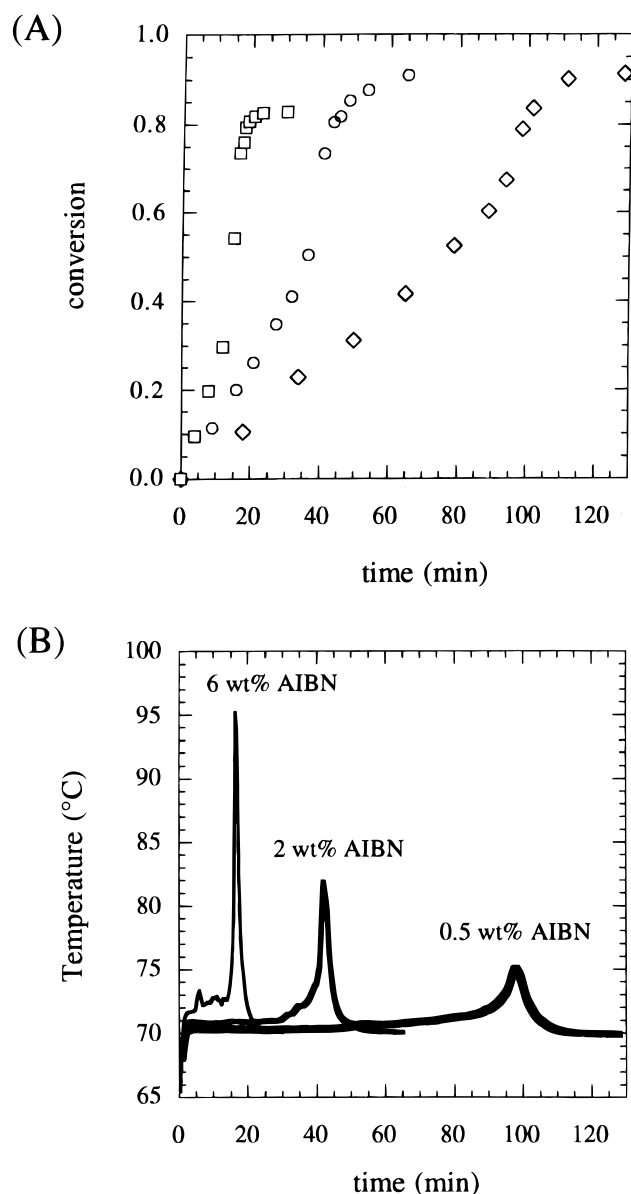 (A)
1.0
0.8
0.6
0.4
0.2
0.0
conversion
0 20 40 60 80 100 120
time (min)
(B)
100
95
90
85
80
75
70
65
Temperature (°C)
6 wt% AIBN
2 wt% AIBN
0.5 wt% AIBN
0 20 40 60 80 100 120
time (min)